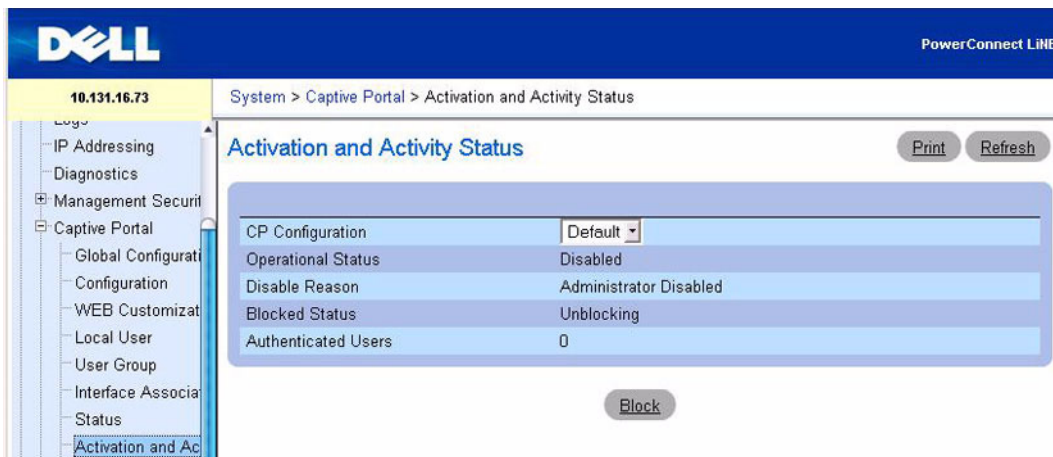 DELL
PowerConnect LiNE
10.131.16.73
System > Captive Portal > Activation and Activity Status
Logs
IP Addressing
Diagnostics
Management Securit
Captive Portal
Global Configurati
Configuration
WEB Customizat
Local User
User Group
Interface Associa
Status
Activation and Ac
Activation and Activity Status
Print
Refresh
CP Configuration Default
Operational Status Disabled
Disable Reason Administrator Disabled
Blocked Status Unblocking
Authenticated Users 0
Block